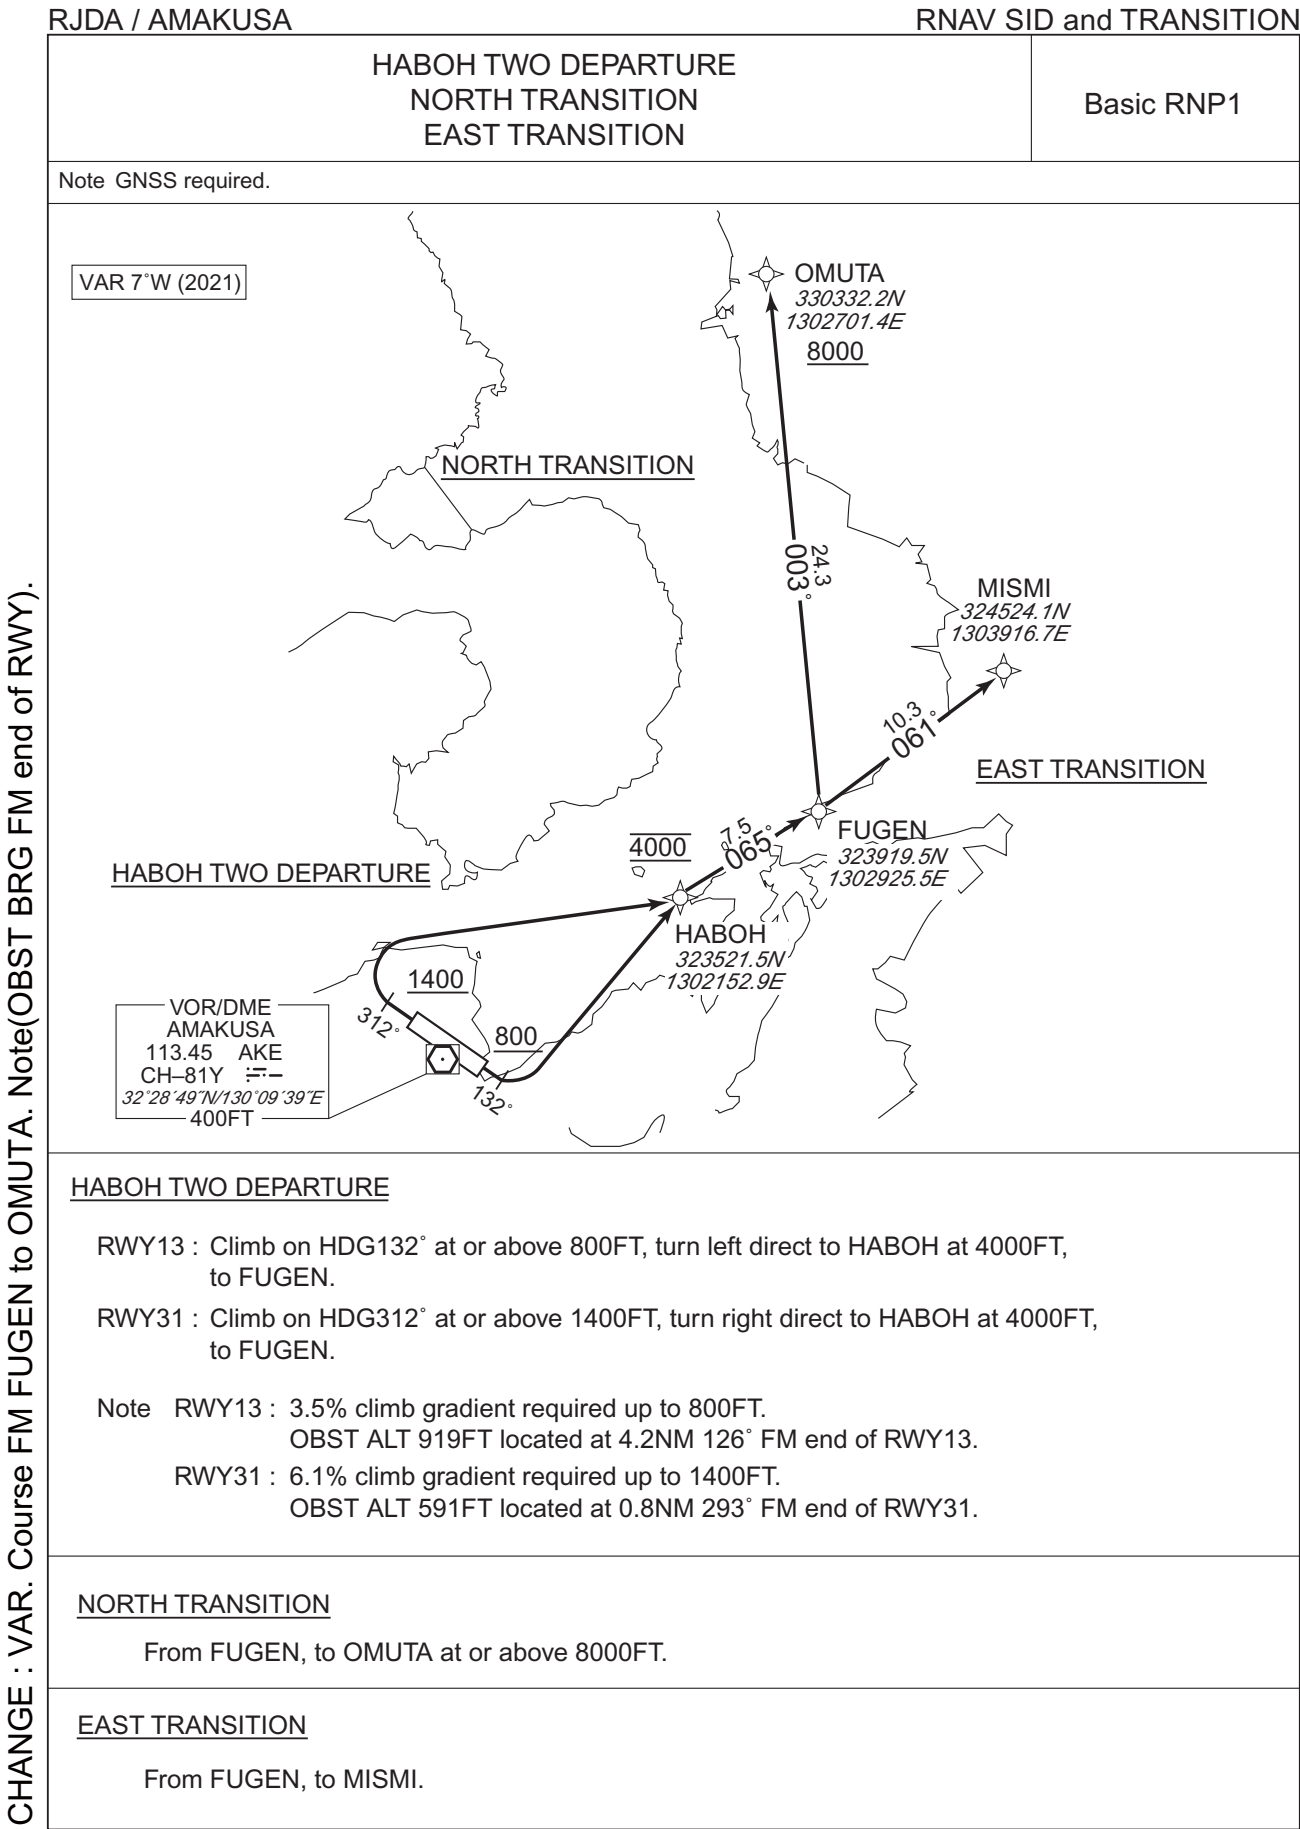 RJDA / AMAKUSA
RNAV SID and TRANSITION
HABOH TWO DEPARTURE
NORTH TRANSITION
EAST TRANSITION
Basic RNP1
Note GNSS required.
VAR 7˚W (2021)
OMUTA
330332.2N
1302701.4E
8000
NORTH TRANSITION
24.3
003˚
MISMI
324524.1N
1303916.7E
10.3
061˚
EAST TRANSITION
4000
7.5
065˚
FUGEN
323919.5N
1302925.5E
HABOH TWO DEPARTURE
HABOH
323521.5N
1302152.9E
1400
312˚
800
132˚
VOR/DME
AMAKUSA
113.45 AKE
CH–81Y
32˚28´49˝N/130˚09´39˝E
400FT
HABOH TWO DEPARTURE
RWY13 : Climb on HDG132˚ at or above 800FT, turn left direct to HABOH at 4000FT,
to FUGEN.
RWY31 : Climb on HDG312˚ at or above 1400FT, turn right direct to HABOH at 4000FT,
to FUGEN.
Note RWY13 : 3.5% climb gradient required up to 800FT.
OBST ALT 919FT located at 4.2NM 126˚ FM end of RWY13.
RWY31 : 6.1% climb gradient required up to 1400FT.
OBST ALT 591FT located at 0.8NM 293˚ FM end of RWY31.
NORTH TRANSITION
From FUGEN, to OMUTA at or above 8000FT.
EAST TRANSITION
From FUGEN, to MISMI.
CHANGE : VAR. Course FM FUGEN to OMUTA. Note(OBST BRG FM end of RWY).